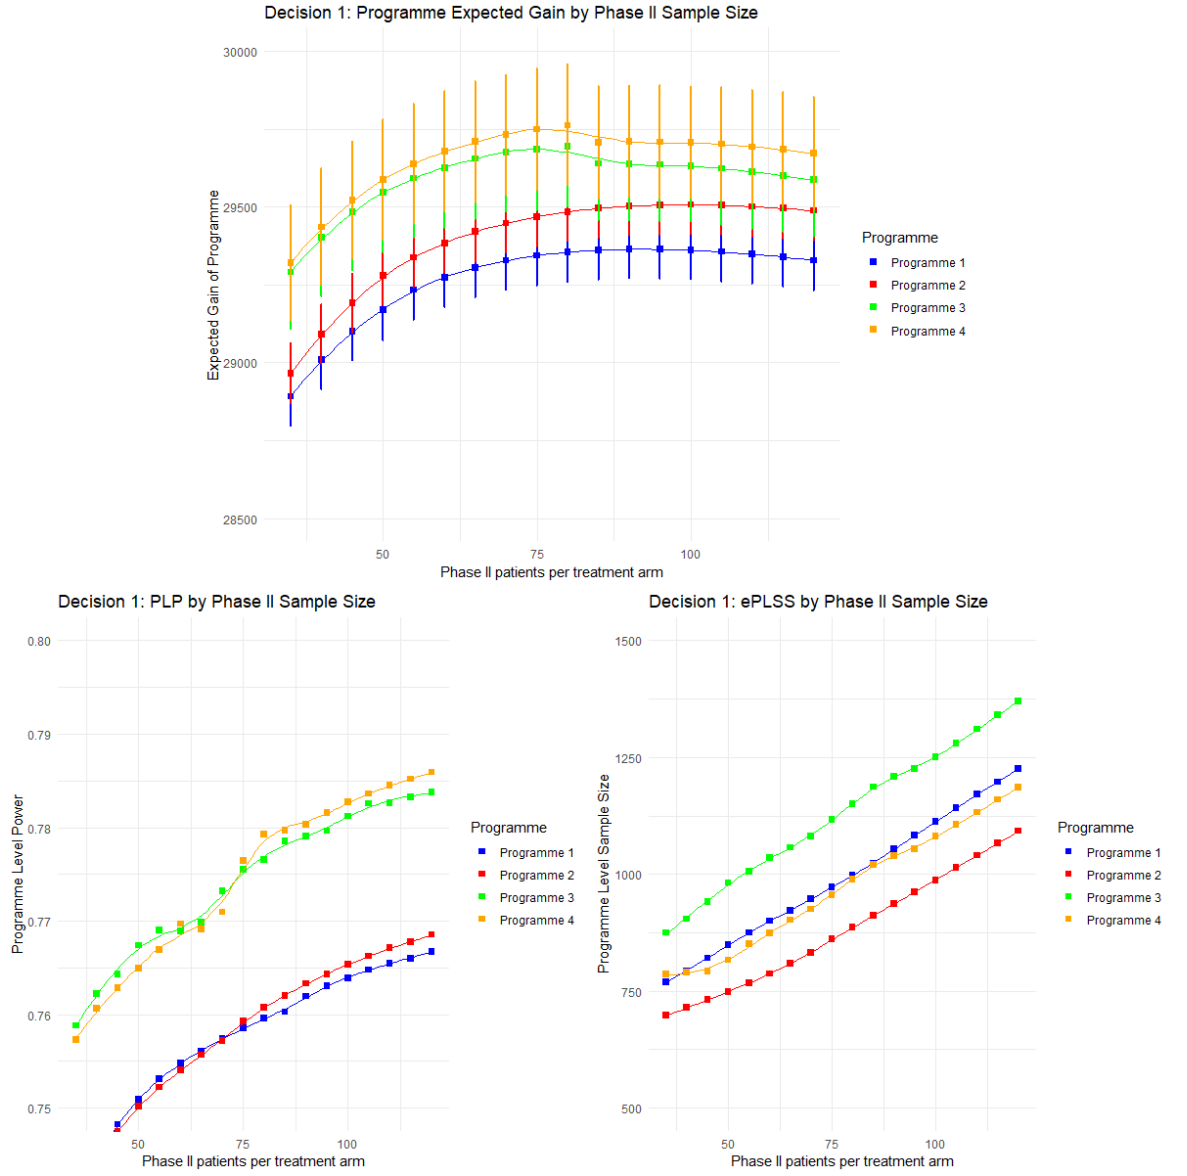 Decision 1: Programme Expected Gain by Phase II Sample Size
30000
29500
29000
28500
Expected Gain of Programme
50
75
100
Phase II patients per treatment arm
Programme
Programme 1
Programme 2
Programme 3
Programme 4
Decision 1: PLP by Phase II Sample Size
0.80
0.79
0.78
0.77
0.76
0.75
Programme Level Power
50
75
100
Phase II patients per treatment arm
Programme
Programme 1
Programme 2
Programme 3
Programme 4
Decision 1: ePLSS by Phase II Sample Size
1500
1250
1000
750
500
Programme Level Sample Size
50
75
100
Phase II patients per treatment arm
Programme
Programme 1
Programme 2
Programme 3
Programme 4